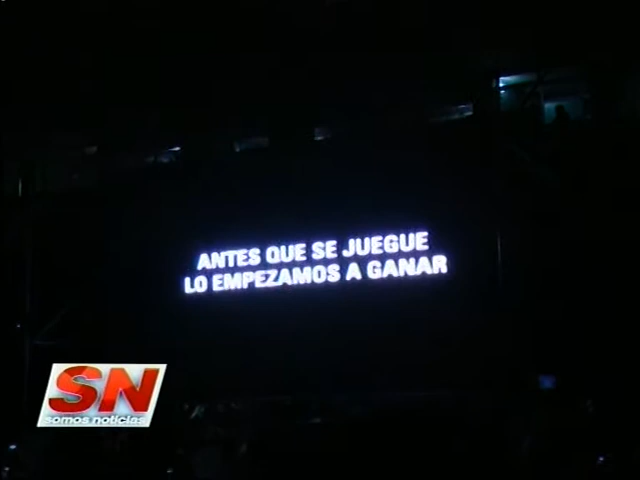 ANTES QUE SE JUEGUE
LO EMPEZAMOS A GANAR
SN
somos noticias